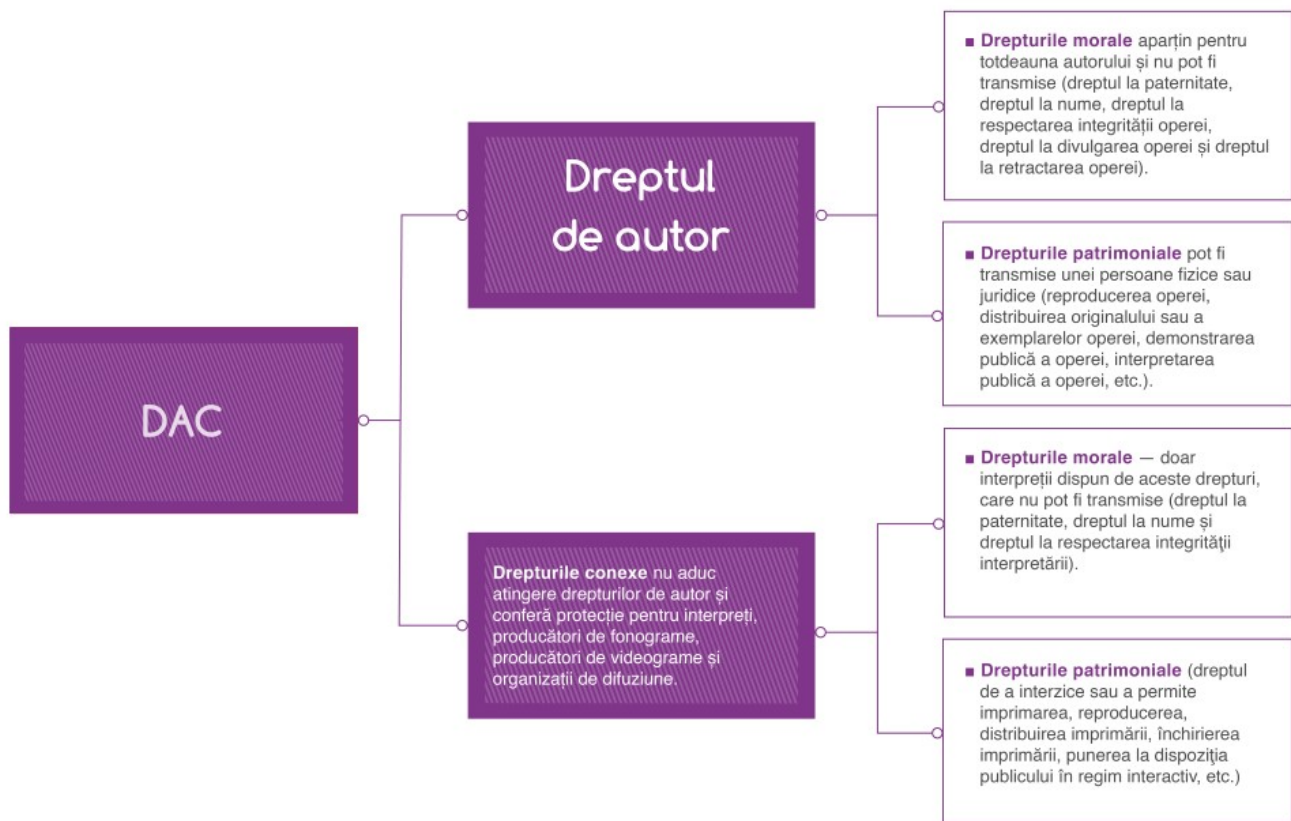 DAC
Dreptul
de autor
■ Drepturile morale aparțin pentru
totdeauna autorului și nu pot fi
transmise (dreptul la paternitate,
dreptul la nume, dreptul la
respectarea integrității operei,
dreptul la divulgarea operei și dreptul
la retractarea operei).
■ Drepturile patrimoniale pot fi
transmise unei persoane fizice sau
juridice (reproducerea operei,
distribuirea originalului sau a
exemplarelor operei, demonstrarea
publică a operei, interpretarea
publică a operei, etc.).
Drepturile conexe nu aduc
atingere drepturilor de autor și
conferă protecție pentru interpreți,
producători de fonograme,
producători de videograme și
organizații de difuziune.
■ Drepturile morale — doar
interpreții dispun de aceste drepturi,
care nu pot fi transmise (dreptul la
paternitate, dreptul la nume și
dreptul la respectarea integrităţii
interpretării).
■ Drepturile patrimoniale (dreptul
de a interzice sau a permite
imprimarea, reproducerea,
distribuirea imprimării, închirierea
imprimării, punerea la dispoziţia
publicului în regim interactiv, etc.)